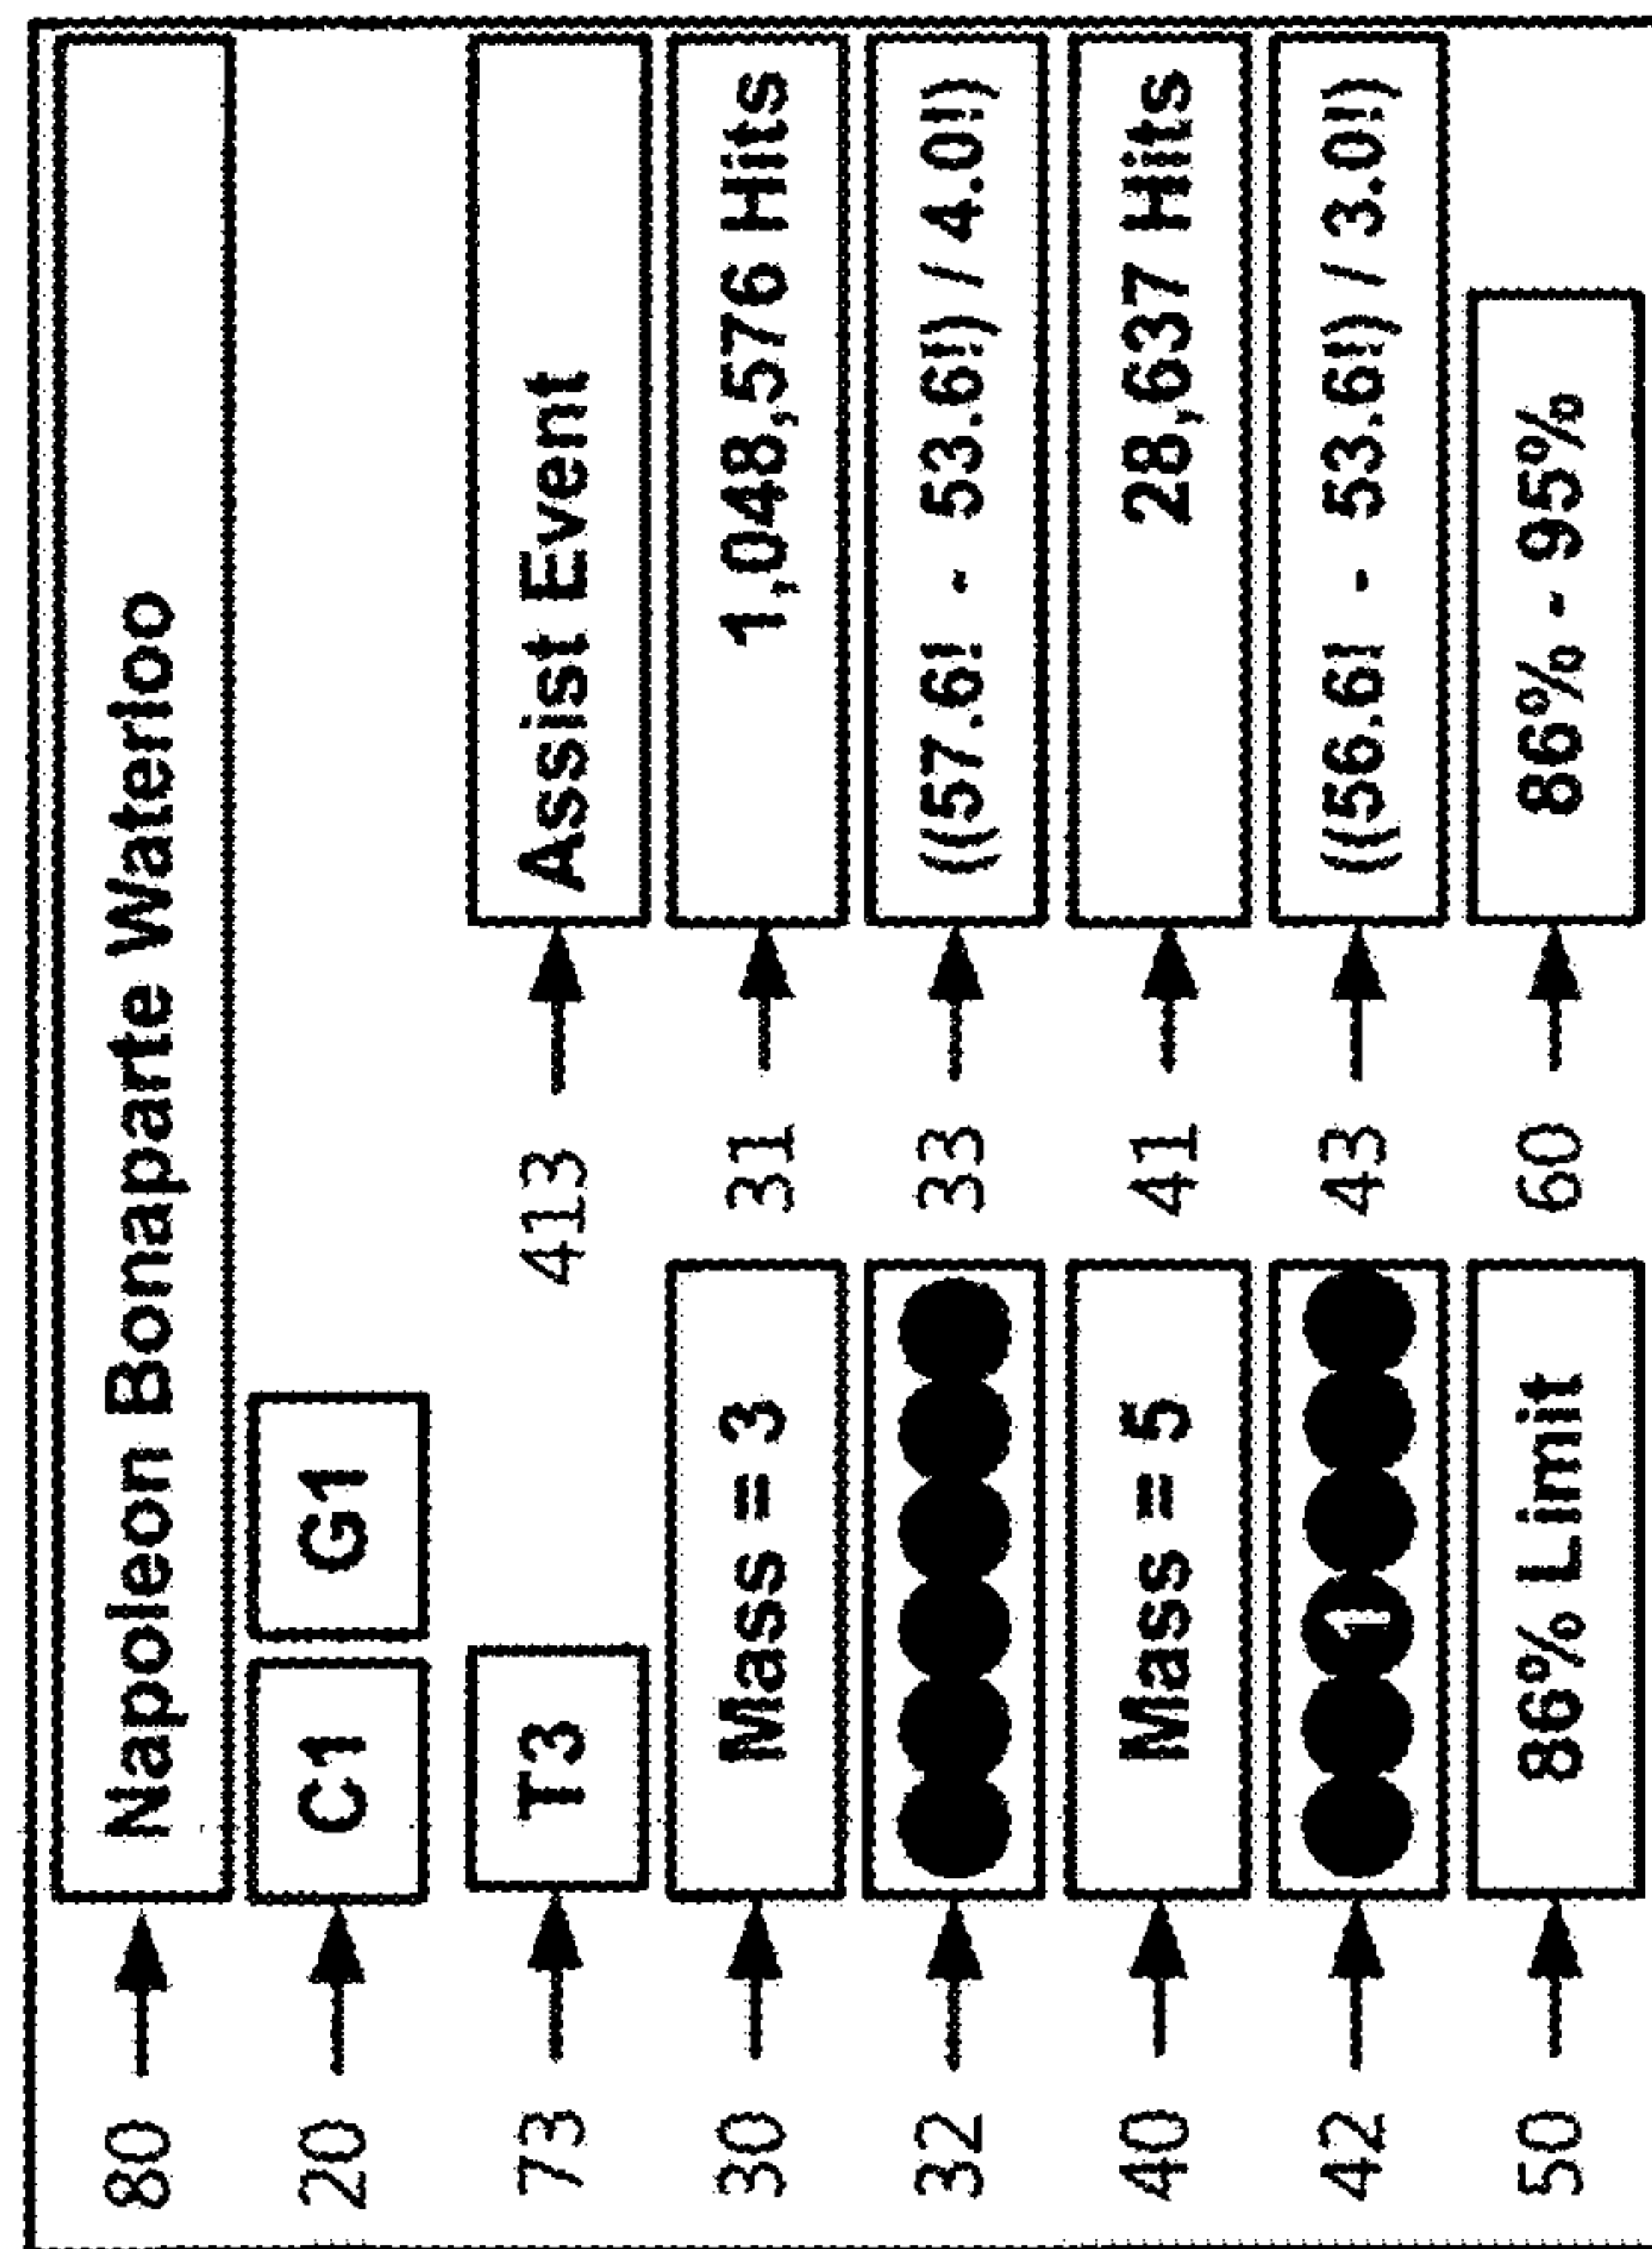 80 Napoleon Bonaparte Waterloo
20 C1 G1
73 T3 413 Assist Event
30 Mass = 3 31 1,048,576 Hits
32 33 ((57.6! - 53.6!) / 4.0!)
40 Mass = 5 41 28,637 Hits
42 1 43 ((56.6! - 53.6!) / 3.0!)
50 86% Limit 60 86% - 95%